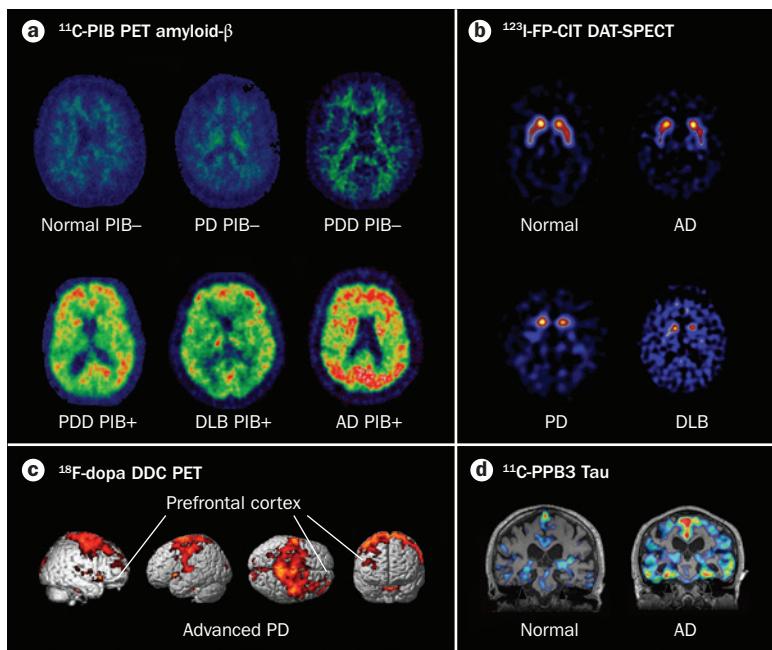 a ¹¹C-PIB PET amyloid-β
Normal PIB–
PD PIB–
PDD PIB–
PDD PIB+
DLB PIB+
AD PIB+
b ¹²³I-FP-CIT DAT-SPECT
Normal
AD
PD
DLB
c ¹⁸F-dopa DDC PET
Prefrontal cortex
Advanced PD
d ¹¹C-PPB3 Tau
Normal
AD